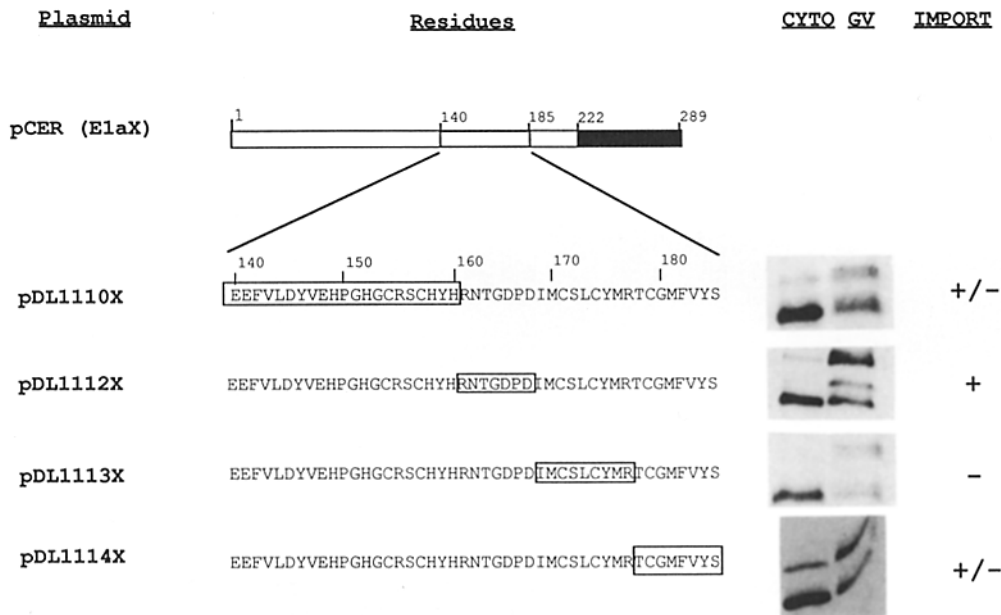 Plasmid Residues CYTO GV IMPORT
pCER (E1aX) 1 140 185 222 289
140 150 160 170 180
pDL1110X EEFVLDYVEHPGHGCRSCHYHRNTGDPDIMCSLCYMRTCGMFVYS +/-
pDL1112X EEFVLDYVEHPGHGCRSCHYHRNTGDPDIMCSLCYMRTCGMFVYS +
pDL1113X EEFVLDYVEHPGHGCRSCHYHRNTGDPDIMCSLCYMRTCGMFVYS -
pDL1114X EEFVLDYVEHPGHGCRSCHYHRNTGDPDIMCSLCYMRTCGMFVYS +/-